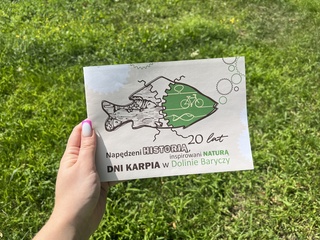 20 lat
Napędzeni HISTORIĄ,
inspirowani NATURĄ
DNI KARPIA w Dolinie Baryczy